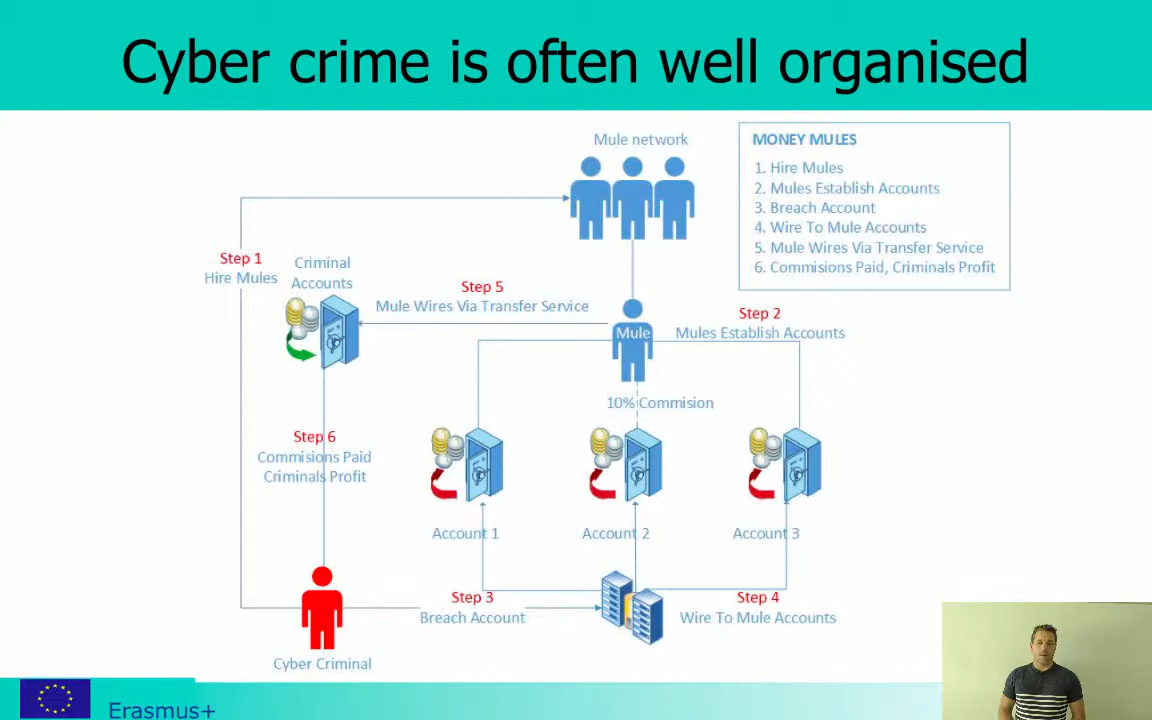 Cyber crime is often well organised
Mule network
MONEY MULES
1. Hire Mules
2. Mules Establish Accounts
3. Breach Account
4. Wire To Mule Accounts
5. Mule Wires Via Transfer Service
6. Commisions Paid, Criminals Profit
Step 1
Hire Mules
Criminal
Accounts
Step 5
Mule Wires Via Transfer Service
Mule
Step 2
Mules Establish Accounts
10% Commision
Step 6
Commisions Paid
Criminals Profit
Account 1
Account 2
Account 3
Step 3
Breach Account
Step 4
Wire To Mule Accounts
Cyber Criminal
Erasmus+